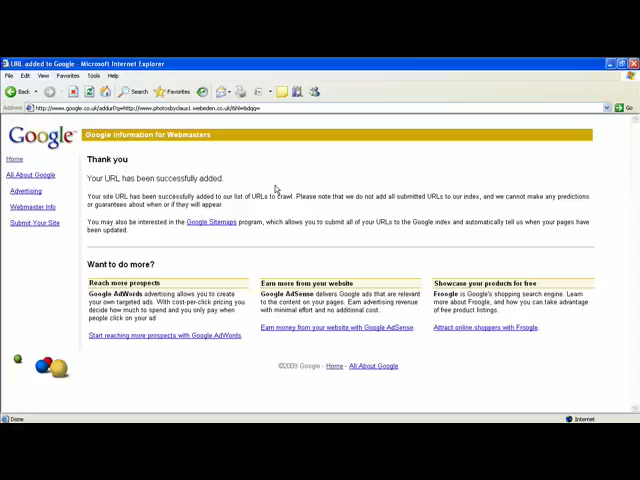 URL added to Google - Microsoft Internet Explorer
File Edit View Favorites Tools Help
Back Search Favorites
Address http://www.google.co.uk/addurl?q=http://www.photosbyclaus1.webeden.co.uk/&hl=&dqq= Go
Google Google Information for Webmasters
Home
All About Google
Advertising
Webmaster Info
Submit Your Site
Thank you
Your URL has been successfully added.
Your site URL has been successfully added to our list of URLs to crawl. Please note that we do not add all submitted URLs to our index, and we cannot make any predictions
or guarantees about when or if they will appear.
You may also be interested in the Google Sitemaps program, which allows you to submit all of your URLs to the Google index and automatically tell us when your pages have
been updated.
Want to do more?
Reach more prospects
Google AdWords advertising allows you to
create your own targeted ads. With cost-per-click pricing you
decide how much to spend and you only pay when
people click on your ad
Start reaching more prospects with Google AdWords.
Earn more from your website
Google AdSense delivers Google ads that are
relevant to the content on your pages. Earn advertising revenue
with minimal effort and no additional cost.
Earn money from your website with Google AdSense.
Showcase your products for free
Froogle is Google's shopping search engine. Learn
more about Froogle, and how you can take advantage
of free product listings.
Attract online shoppers with Froogle.
©2009 Google - Home - All About Google
Done Internet